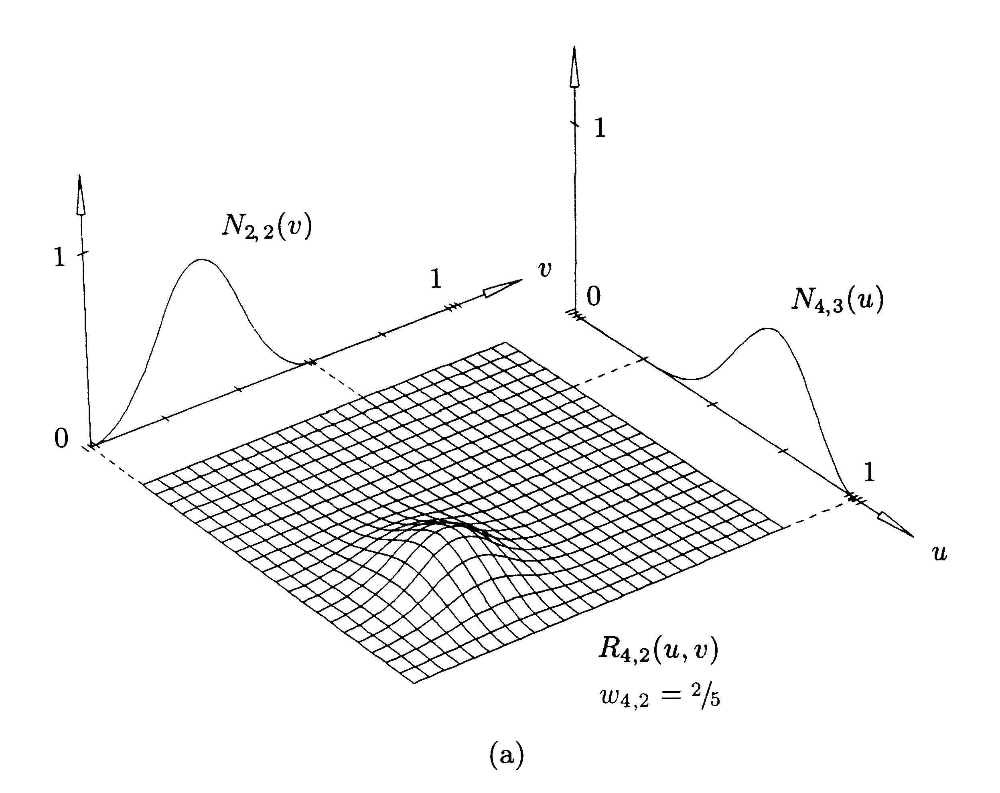 1
N₂,₂(v)
1
v
1
0
N₄,₃(u)
0
1
u
R₄,₂(u, v)
w₄,₂ = ²/₅
(a)